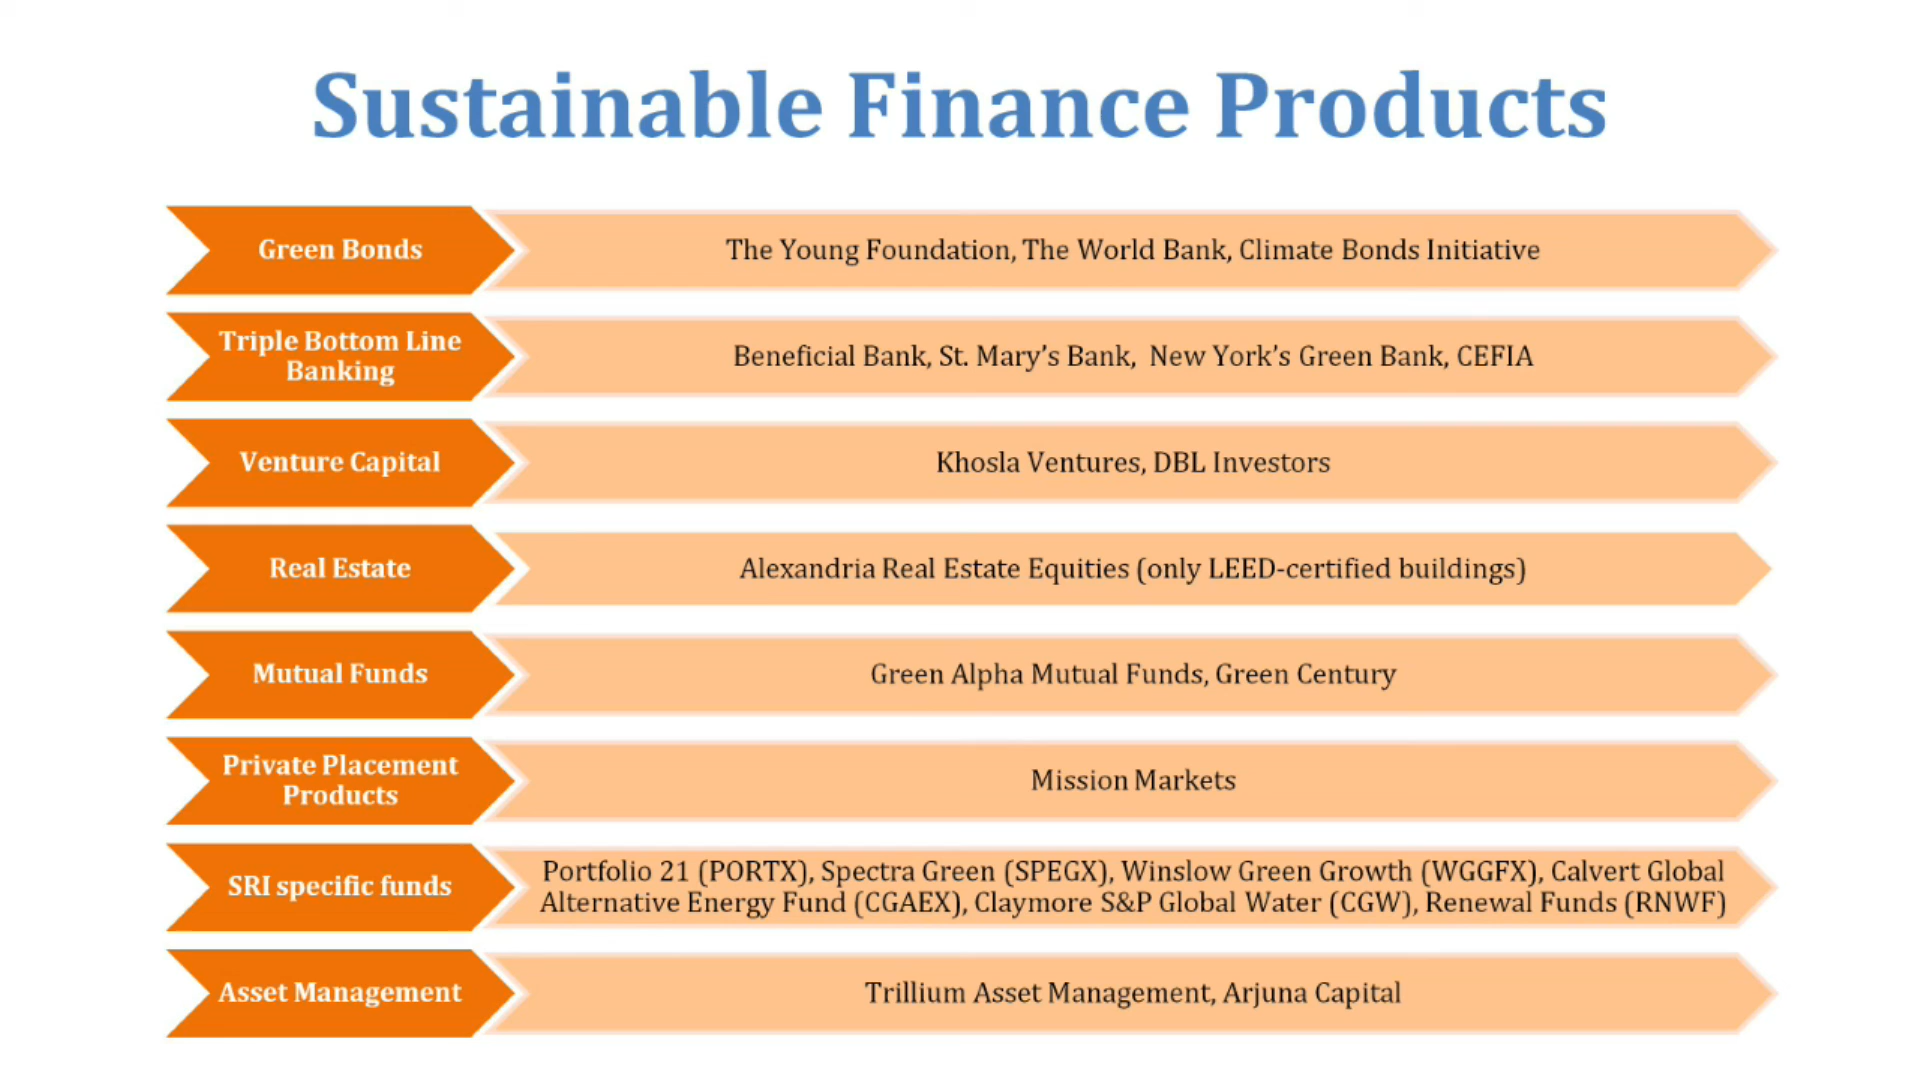 Sustainable Finance Products
Green Bonds
The Young Foundation, The World Bank, Climate Bonds Initiative
Triple Bottom Line
Banking
Beneficial Bank, St. Mary’s Bank, New York’s Green Bank, CEFIA
Venture Capital
Khosla Ventures, DBL Investors
Real Estate
Alexandria Real Estate Equities (only LEED-certified buildings)
Mutual Funds
Green Alpha Mutual Funds, Green Century
Private Placement
Products
Mission Markets
SRI specific funds
Portfolio 21 (PORTX), Spectra Green (SPEGX), Winslow Green Growth (WGGFX), Calvert Global
Alternative Energy Fund (CGAEX), Claymore S&P Global Water (CGW), Renewal Funds (RNWF)
Asset Management
Trillium Asset Management, Arjuna Capital